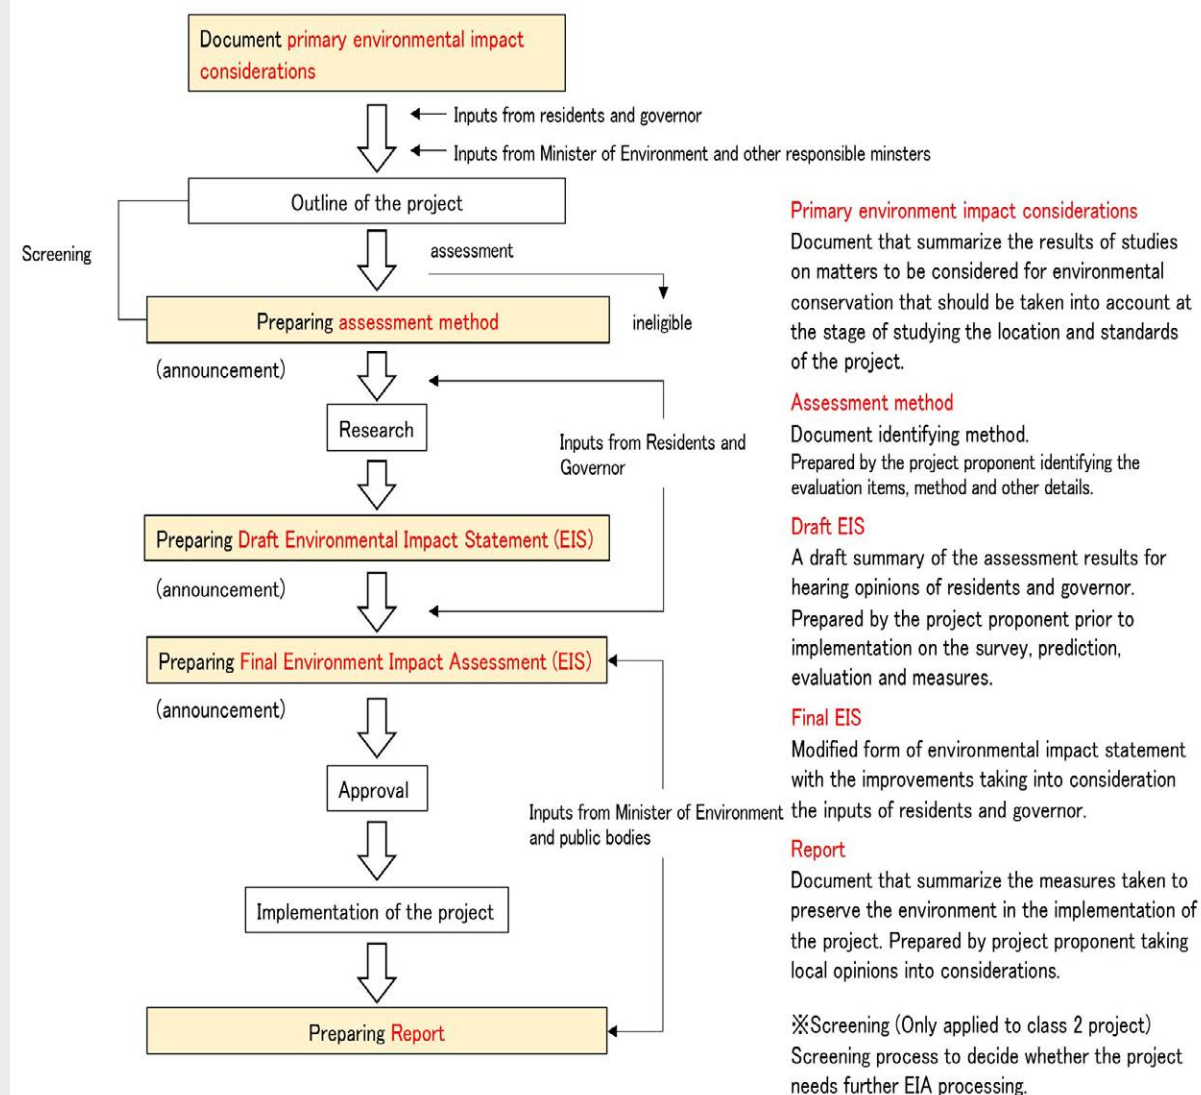 Document primary environmental impact
considerations
Inputs from residents and governor
Inputs from Minister of Environment and other responsible minsters
Outline of the project
Screening
assessment
Preparing assessment method
ineligible
(announcement)
Research
Inputs from Residents and
Governor
Preparing Draft Environmental Impact Statement (EIS)
(announcement)
Preparing Final Environment Impact Assessment (EIS)
(announcement)
Approval
Inputs from Minister of Environment
and public bodies
Implementation of the project
Preparing Report
Primary environment impact considerations
Document that summarize the results of studies
on matters to be considered for environmental
conservation that should be taken into account at
the stage of studying the location and standards
of the project.
Assessment method
Document identifying method.
Prepared by the project proponent identifying the
evaluation items, method and other details.
Draft EIS
A draft summary of the assessment results for
hearing opinions of residents and governor.
Prepared by the project proponent prior to
implementation on the survey, prediction,
evaluation and measures.
Final EIS
Modified form of environmental impact statement
with the improvements taking into consideration
the inputs of residents and governor.
Report
Document that summarize the measures taken to
preserve the environment in the implementation of
the project. Prepared by project proponent taking
local opinions into considerations.
※Screening (Only applied to class 2 project)
Screening process to decide whether the project
needs further EIA processing.